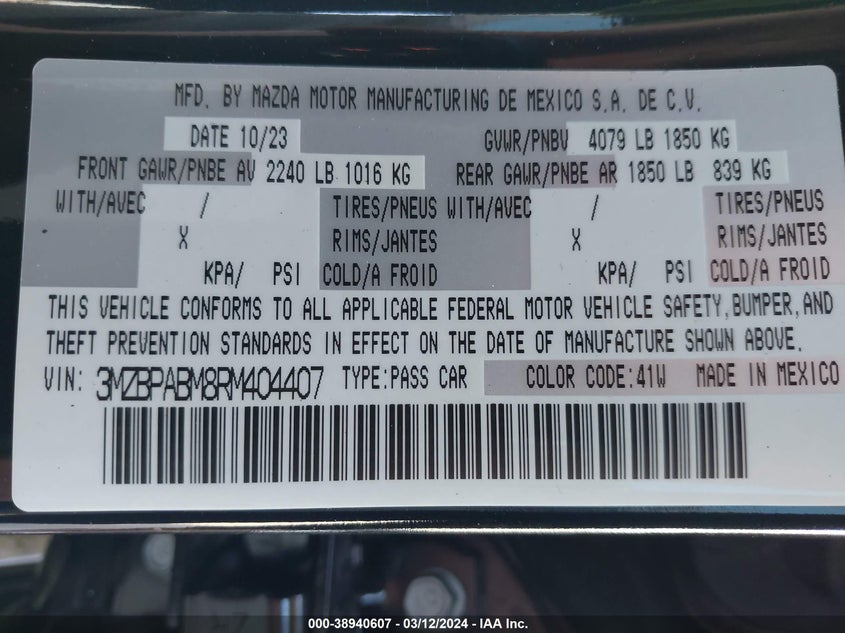 MFD. BY MAZDA MOTOR MANUFACTURING DE MEXICO S.A. DE C.V.
DATE 10/23 GVWR/PNBV 4079 LB 1850 KG
FRONT GAWR/PNBE AV 2240 LB 1016 KG REAR GAWR/PNBE AR 1850 LB 839 KG
WITH/AVEC / TIRES/PNEUS WITH/AVEC / TIRES/PNEUS
X RIMS/JANTES X RIMS/JANTES
KPA/ PSI COLD/A FROID KPA/ PSI COLD/A FROID
THIS VEHICLE CONFORMS TO ALL APPLICABLE FEDERAL MOTOR VEHICLE SAFETY,BUMPER,AND
THEFT PREVENTION STANDARDS IN EFFECT ON THE DATE OF MANUFACTURE SHOWN ABOVE.
VIN: 3MZBPABM8RM404407 TYPE:PASS CAR COLOR CODE:41W MADE IN MEXICO
000-38940607 - 03/12/2024 - IAA Inc.